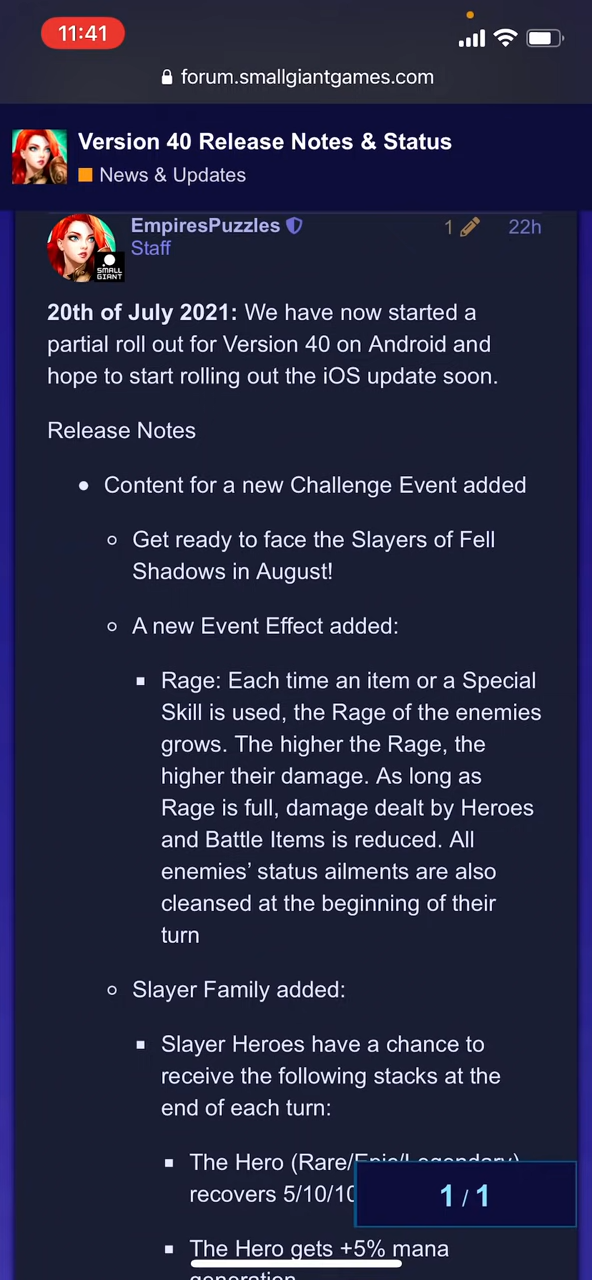 11:41
forum.smallgiantgames.com
Version 40 Release Notes & Status
News & Updates
EmpiresPuzzles
1
22h
Staff
SMALL
GIANT
20th of July 2021: We have now started a
partial roll out for Version 40 on Android and
hope to start rolling out the iOS update soon.
Release Notes
Content for a new Challenge Event added
Get ready to face the Slayers of Fell
Shadows in August!
A new Event Effect added:
Rage: Each time an item or a Special
Skill is used, the Rage of the enemies
grows. The higher the Rage, the
higher their damage. As long as
Rage is full, damage dealt by Heroes
and Battle Items is reduced. All
enemies’ status ailments are also
cleansed at the beginning of their
turn
Slayer Family added:
Slayer Heroes have a chance to
receive the following stacks at the
end of each turn:
The Hero (Rare/Epic/Legendary)
recovers 5/10/10
1 / 1
The Hero gets +5% mana
generation